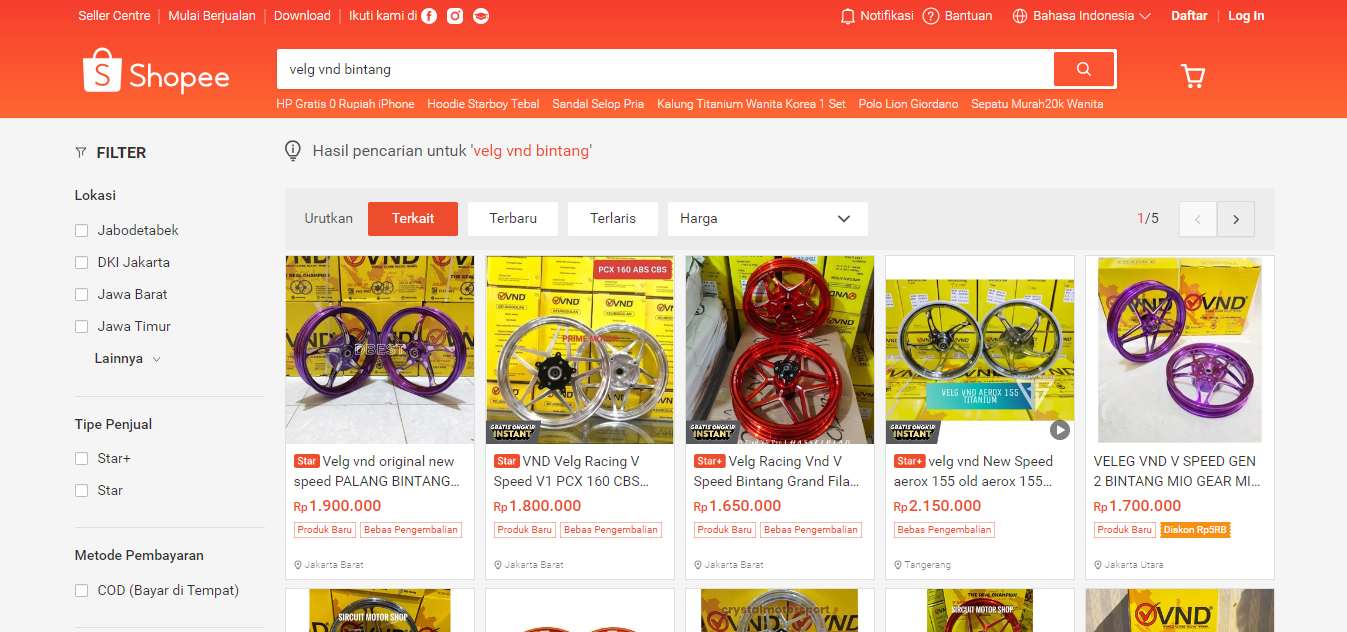 Seller Centre
Mulai Berjualan
Download
Ikuti kami di
Notifikasi
Bantuan
Bahasa Indonesia
Daftar
Log In
Shopee
velg vnd bintang
HP Gratis 0 Rupiah iPhone
Hoodie Starboy Tebal
Sandal Selop Pria
Kalung Titanium Wanita Korea 1 Set
Polo Lion Giordano
Sepatu Murah20k Wanita
FILTER
Lokasi
Jabodetabek
DKI Jakarta
Jawa Barat
Jawa Timur
Lainnya
Tipe Penjual
Star+
Star
Metode Pembayaran
COD (Bayar di Tempat)
Hasil pencarian untuk 'velg vnd bintang'
Urutkan
Terkait
Terbaru
Terlaris
Harga
1/5
VND
DBEST
Star Velg vnd original new
speed PALANG BINTANG...
Rp1.900.000
Produk Baru
Bebas Pengembalian
Jakarta Barat
PCX 160 ABS CBS
VND
PRIME MOTOR
GRATIS ONGKIR
INSTANT
Star VND Velg Racing V
Speed V1 PCX 160 CBS...
Rp1.800.000
Produk Baru
Bebas Pengembalian
Jakarta Barat
VND
GRATIS ONGKIR
INSTANT
Star+ Velg Racing Vnd V
Speed Bintang Grand Fila...
Rp1.650.000
Produk Baru
Bebas Pengembalian
Jakarta Barat
VELG VND AEROX 155
TITANIUM
GRATIS ONGKIR
INSTANT
Star+ velg vnd New Speed
aerox 155 old aerox 155...
Rp2.150.000
Bebas Pengembalian
Tangerang
VND
VELEG VND V SPEED GEN
2 BINTANG MIO GEAR MI...
Rp1.700.000
Produk Baru
Diskon Rp5RB
Jakarta Utara
SIRCUIT MOTOR SHOP
crystalmotorsport
SIRCUIT MOTOR SHOP
VND